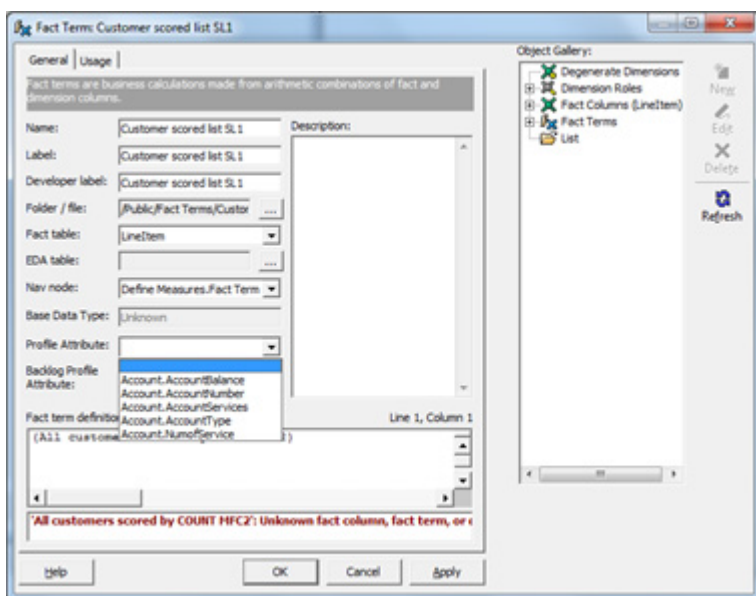 Fact Term: Customer scored list SL1
General
Usage
Fact terms are business calculations made from arithmetic combinations of fact and
dimension columns.
Name:
Customer scored list SL1
Description:
Label:
Customer scored list SL1
Developer label:
Customer scored list SL1
Folder / file:
/Public/Fact Terms/Custor
...
Fact table:
LineItem
EDA table:
...
Nav node:
Define Measures.Fact Term
Base Data Type:
Unknown
Profile Attribute:
Backlog Profile
Attribute:
Account.AccountBalance
Account.AccountNumber
Account.AccountServices
Account.AccountType
Account.NumofService
Fact term definitio
Line 1, Column 1
(All custome
)
'All customers scored by COUNT MFC2': Unknown fact column, fact term, or
Help
OK
Cancel
Apply
Object Gallery:
Degenerate Dimensions
Dimension Roles
Fact Columns (LineItem)
Fact Terms
List
New
Edit
Delete
Refresh